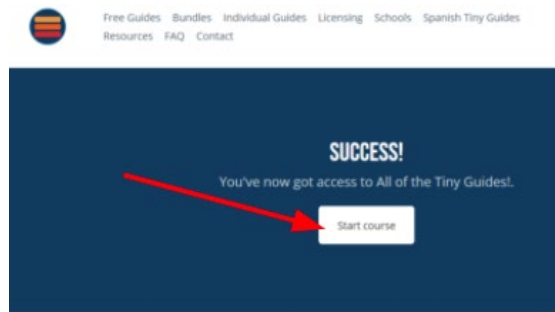 Free Guides Bundles Individual Guides Licensing Schools Spanish Tiny Guides
Resources FAQ Contact
SUCCESS!
You've now got access to All of the Tiny Guides!.
Start course